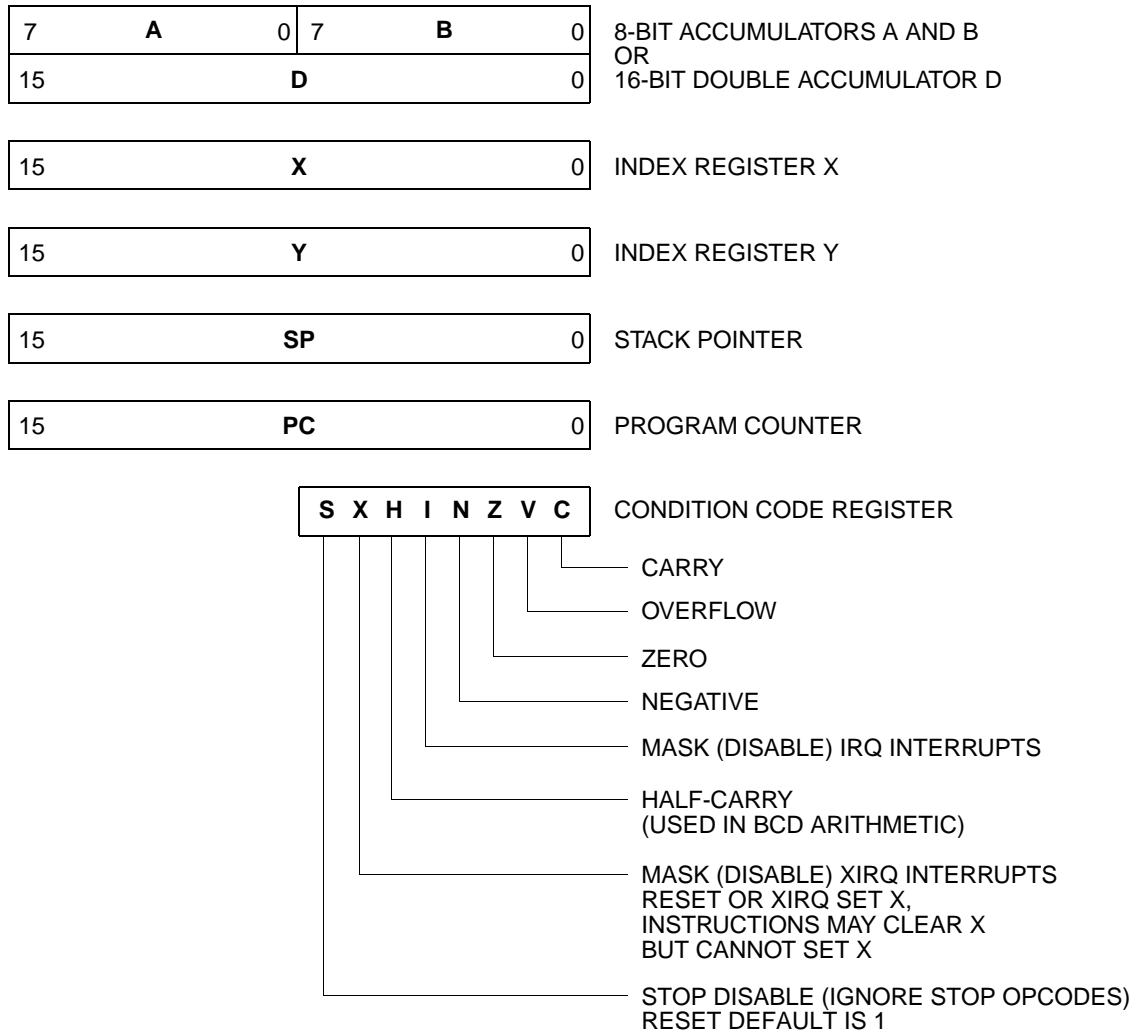 7 A 0 7 B 0 8-BIT ACCUMULATORS A AND B
OR
15 D 0 16-BIT DOUBLE ACCUMULATOR D
15 X 0 INDEX REGISTER X
15 Y 0 INDEX REGISTER Y
15 SP 0 STACK POINTER
15 PC 0 PROGRAM COUNTER
S X H I N Z V C CONDITION CODE REGISTER
CARRY
OVERFLOW
ZERO
NEGATIVE
MASK (DISABLE) IRQ INTERRUPTS
HALF-CARRY
(USED IN BCD ARITHMETIC)
MASK (DISABLE) XIRQ INTERRUPTS
RESET OR XIRQ SET X,
INSTRUCTIONS MAY CLEAR X
BUT CANNOT SET X
STOP DISABLE (IGNORE STOP OPCODES)
RESET DEFAULT IS 1